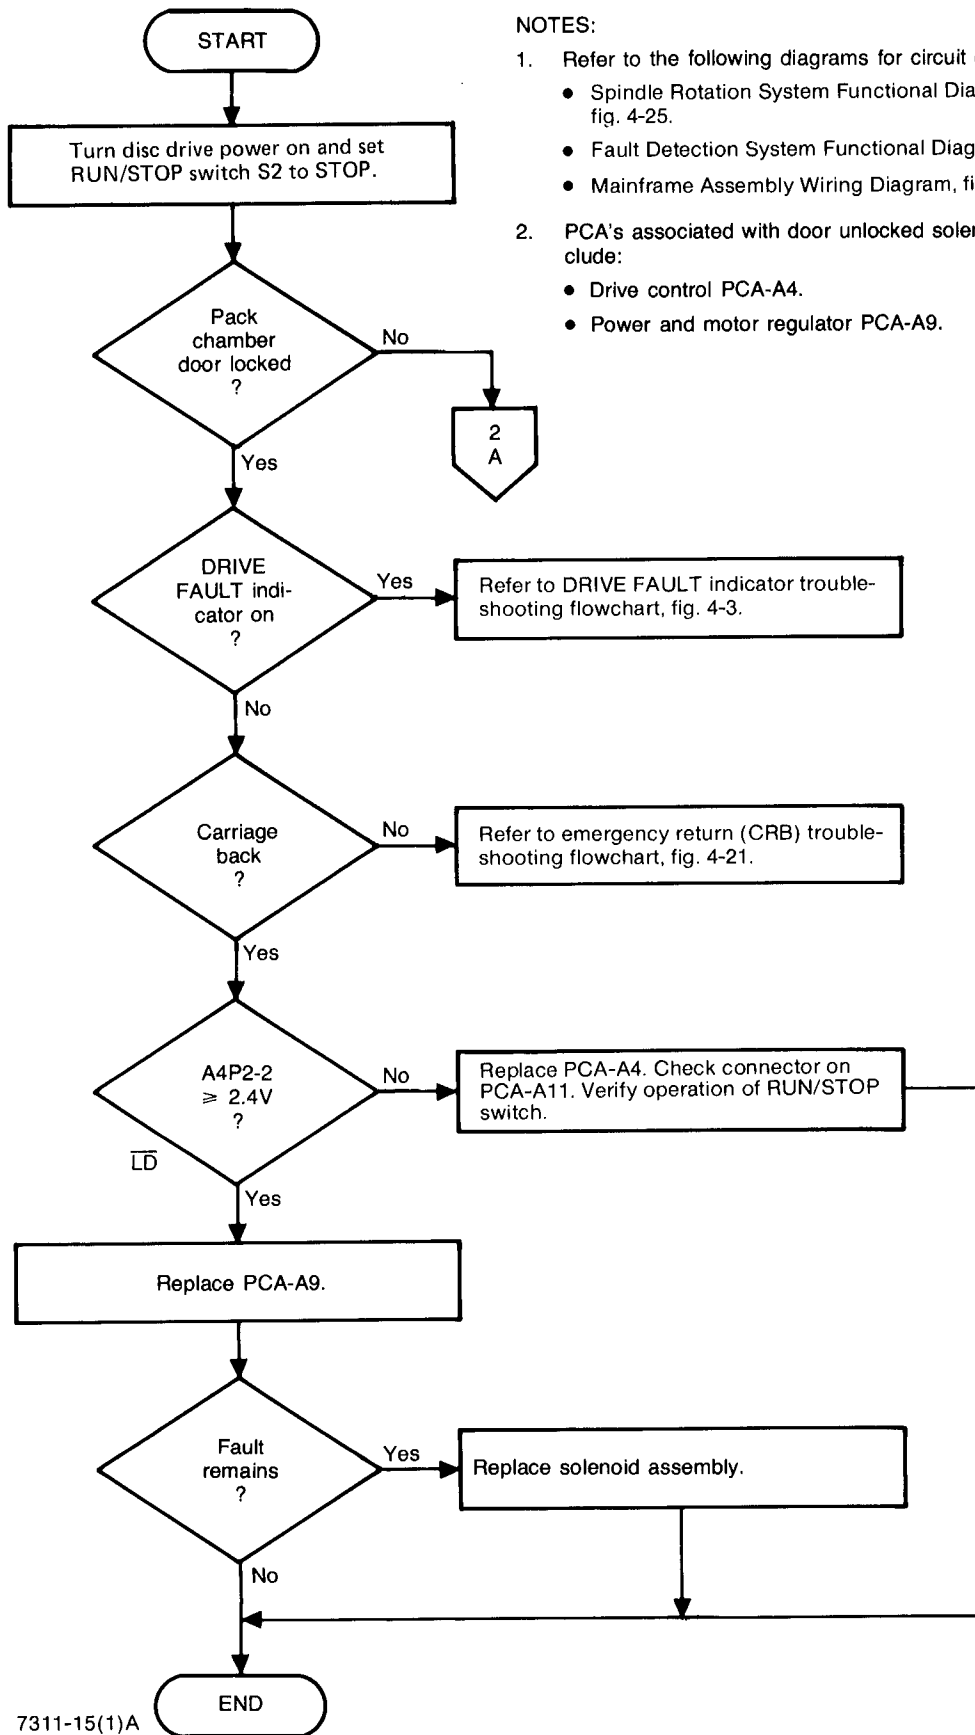 START
Turn disc drive power on and set
RUN/STOP switch S2 to STOP.
Pack
chamber
door locked
?
No
2
A
Yes
DRIVE
FAULT indi-
cator on
?
Yes
Refer to DRIVE FAULT indicator trouble-
shooting flowchart, fig. 4-3.
No
Carriage
back
?
No
Refer to emergency return (CRB) trouble-
shooting flowchart, fig. 4-21.
Yes
A4P2-2
⩾ 2.4V
?
L̅D̅
No
Replace PCA-A4. Check connector on
PCA-A11. Verify operation of RUN/STOP
switch.
Yes
Replace PCA-A9.
Fault
remains
?
Yes
Replace solenoid assembly.
No
END
7311-15(1)A
NOTES:
1. Refer to the following diagrams for circuit
● Spindle Rotation System Functional
fig. 4-25.
● Fault Detection System Functional
● Mainframe Assembly Wiring Diagram,
2. PCA's associated with door unlocked
clude:
● Drive control PCA-A4.
● Power and motor regulator PCA-A9.